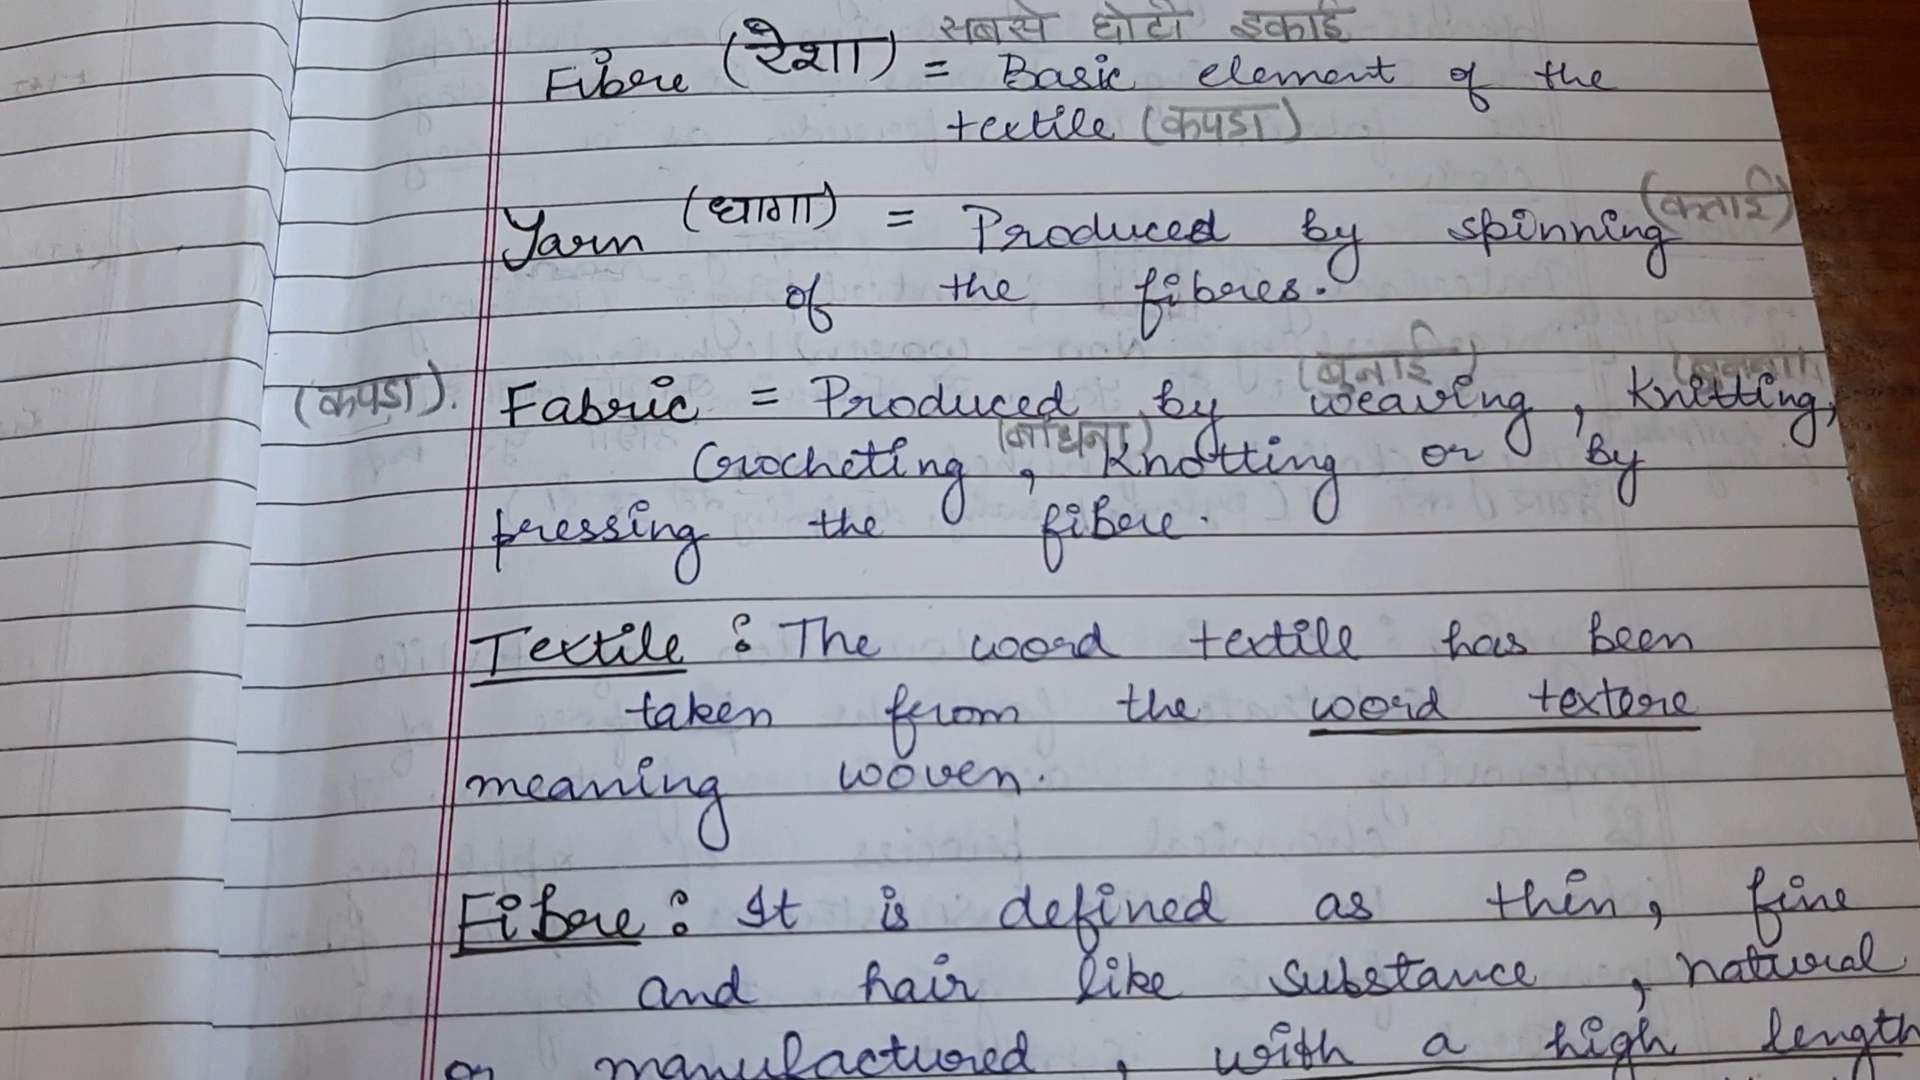 सबसे छोटी इकाई
Fibre (रेशा) = Basic element of the
textile (कपडा)
Yarn (धागा) = Produced by spinning (कताई)
of the fibres.
(कपडा). Fabric = Produced by weaving (बुनाई), Knitting,
Crocheting, (बांधना) Knotting or by
pressing the fibre.
Textile : The word textile has been
taken from the word textere
meaning woven.
Fibre : It is defined as thin, fine
and hair like substance, natural
or manufactured, with a high length